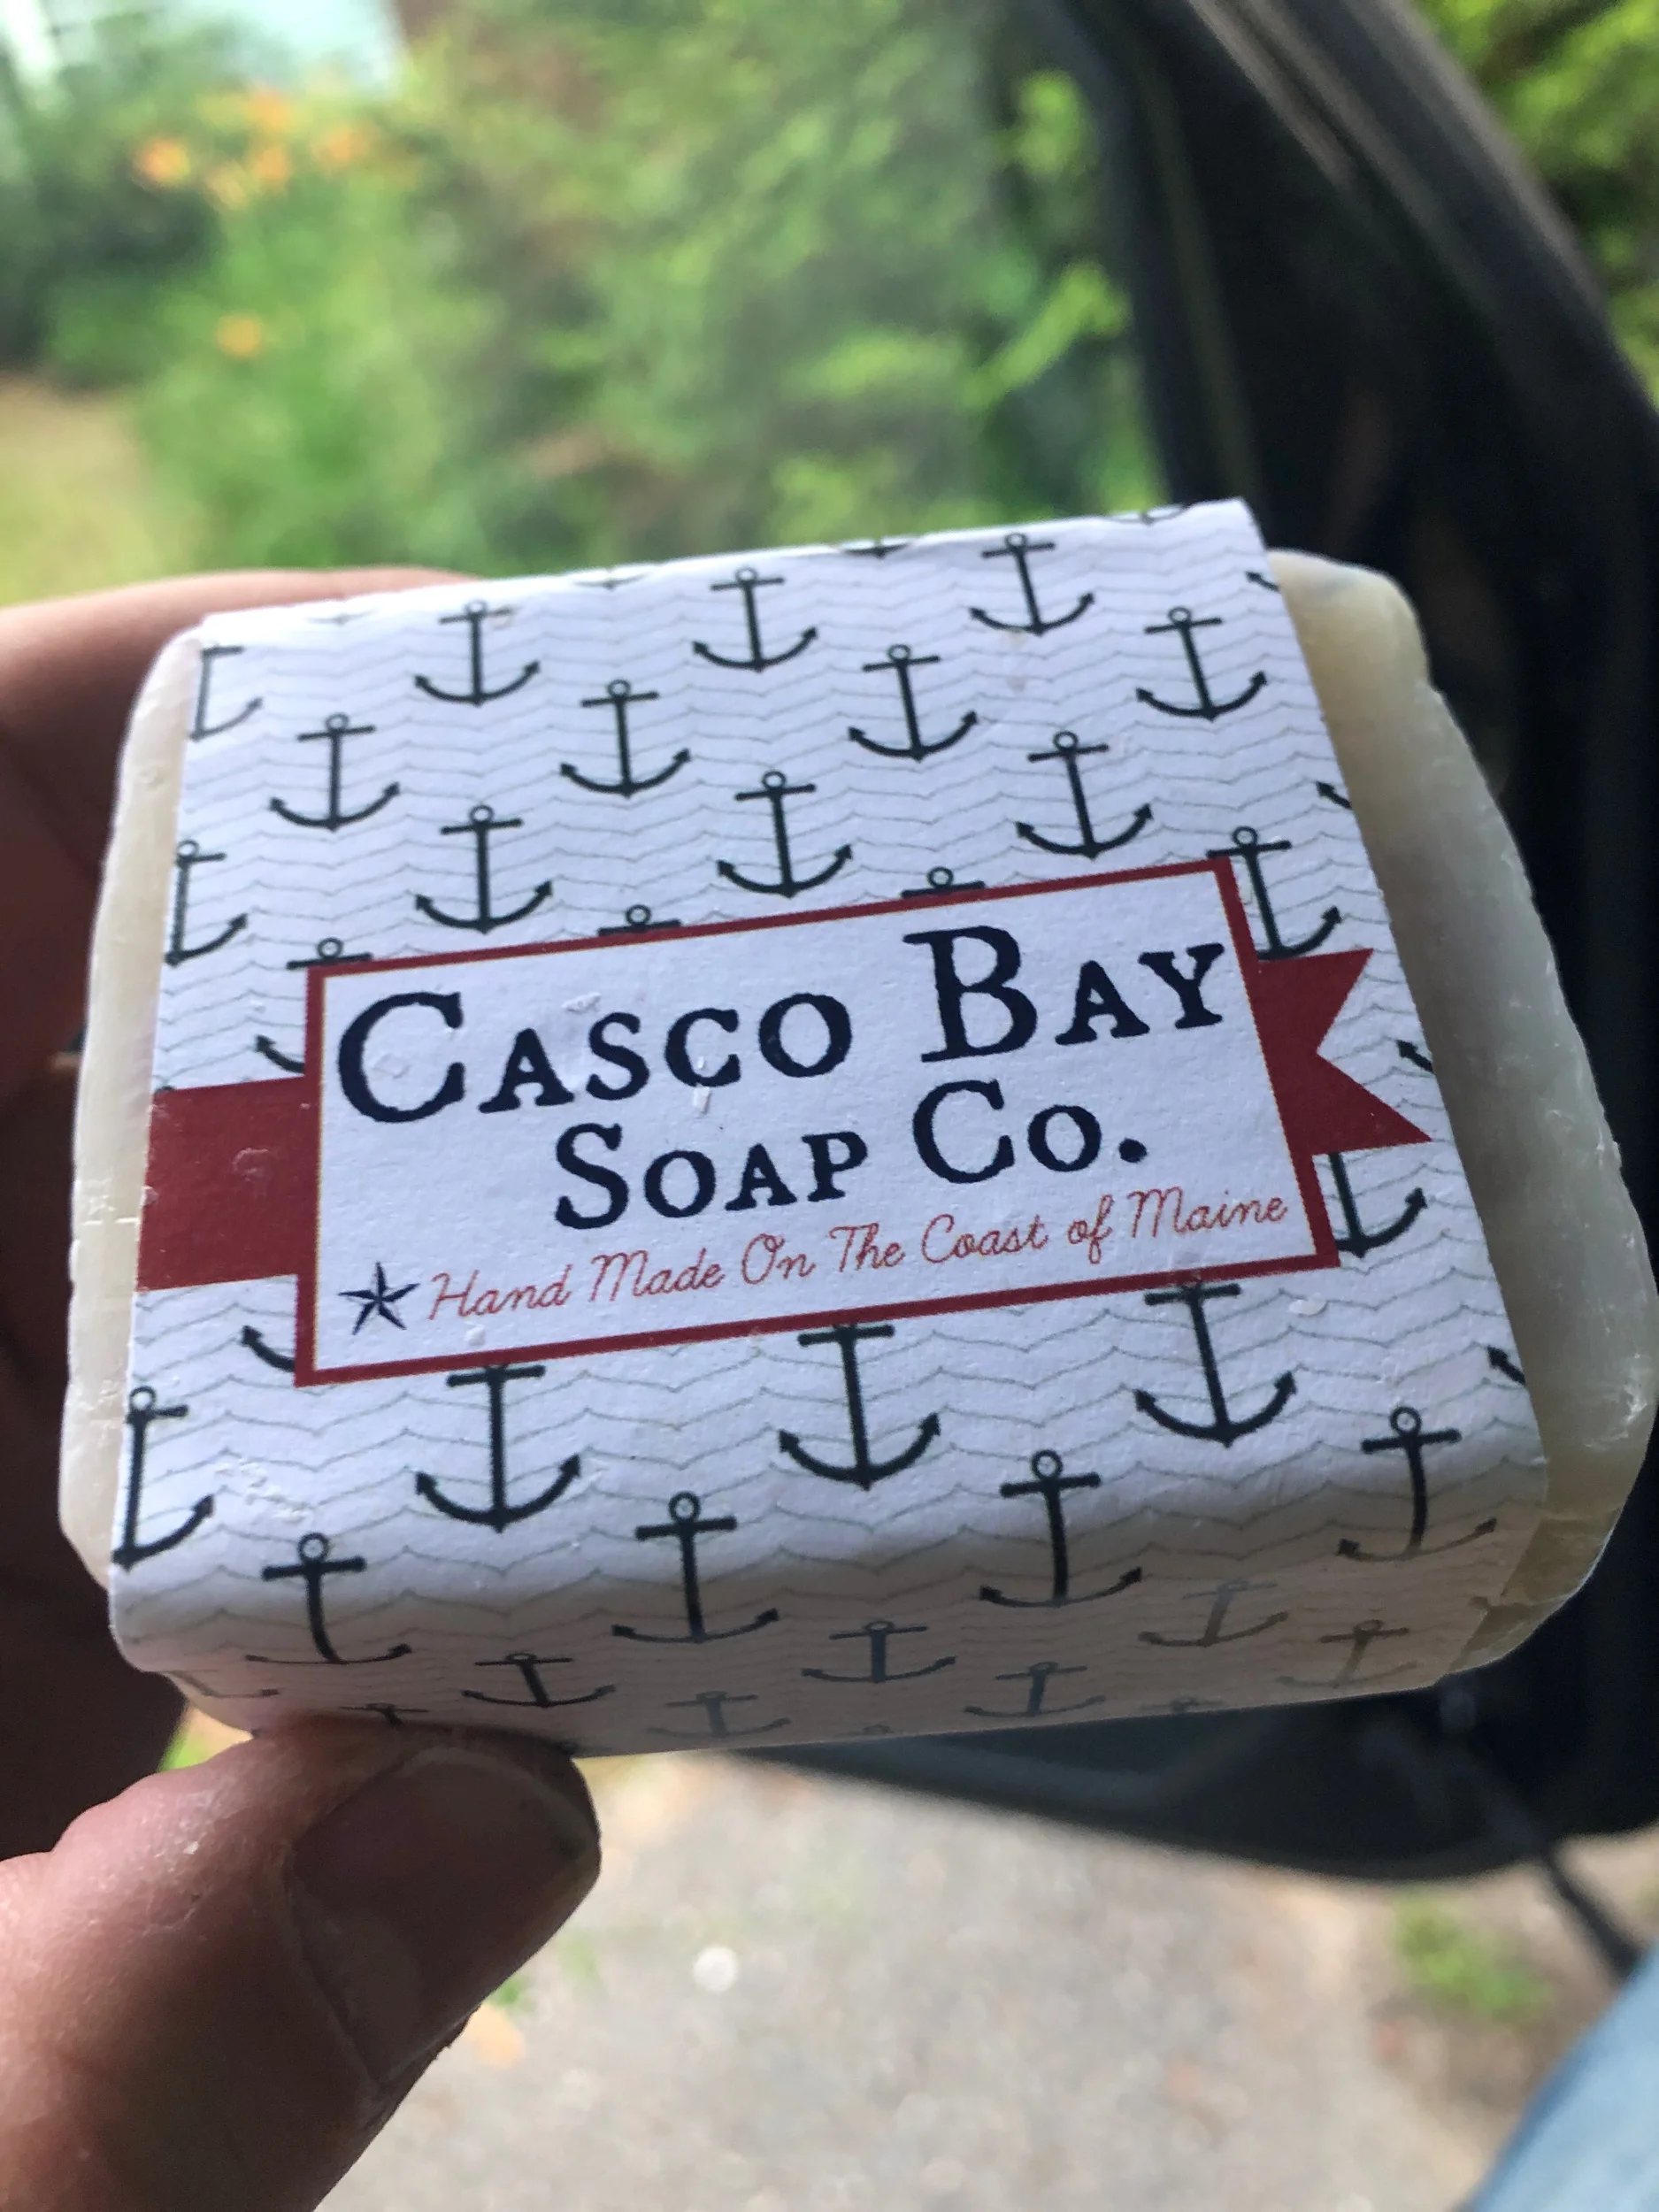 CASCO BAY
SOAP CO.
Hand Made On The Coast of Maine